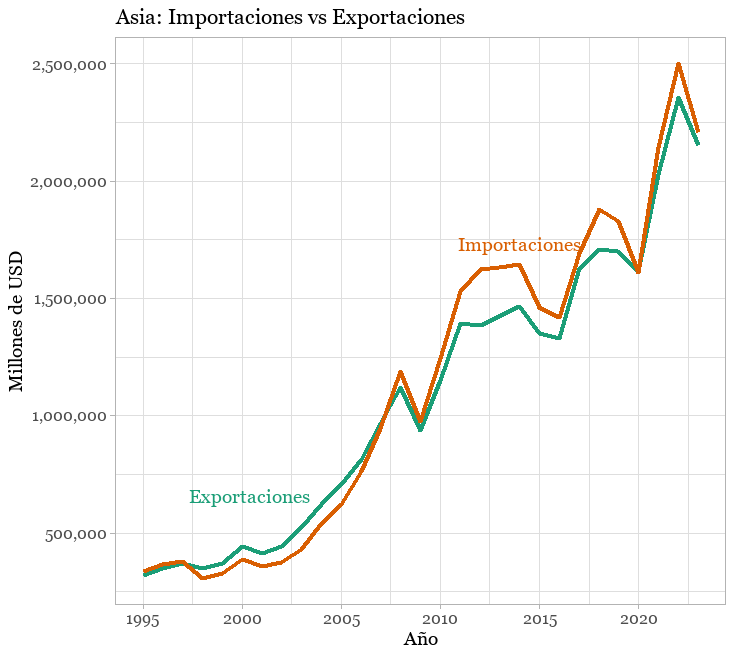 Asia: Importaciones vs Exportaciones
2,500,000
2,000,000
1,500,000
1,000,000
500,000
Millones de USD
Importaciones
Exportaciones
1995 2000 2005 2010 2015 2020
Año